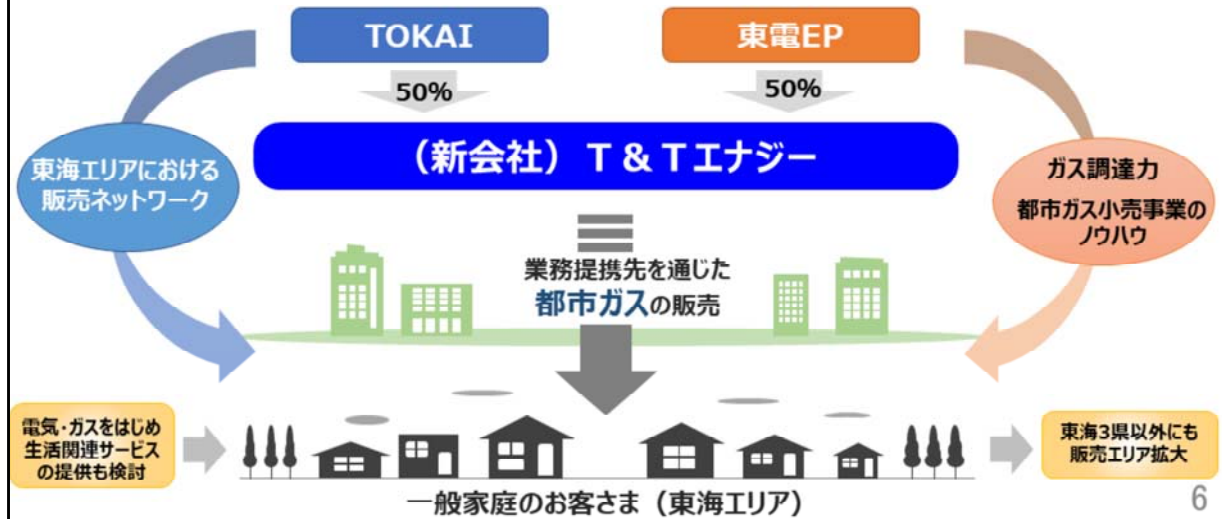 TOKAI
東電EP
50%
50%
(新会社) T&Tエナジー
東海エリアにおける
販売ネットワーク
ガス調達力
都市ガス小売事業の
ノウハウ
業務提携先を通じた
都市ガスの販売
電気・ガスをはじめ
生活関連サービス
の提供も検討
東海3県以外にも
販売エリア拡大
一般家庭のお客さま (東海エリア)
6